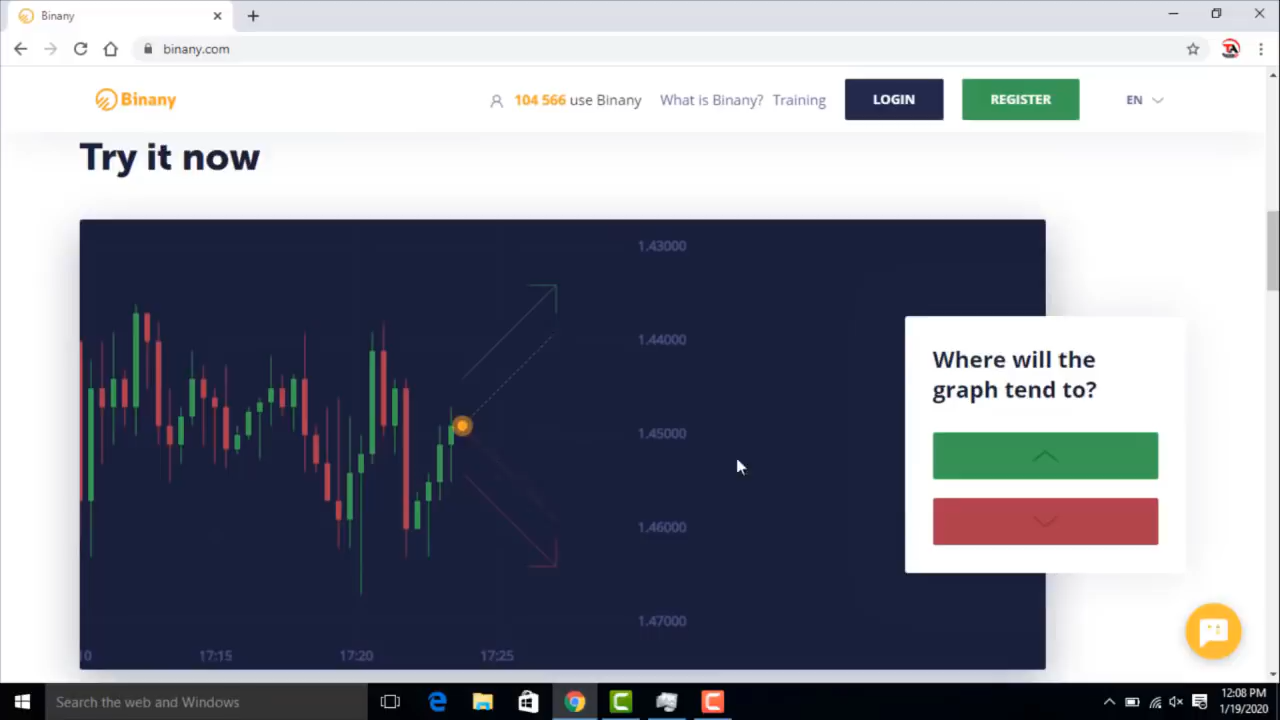 Binany
binany.com
Binany
104 566 use Binany
What is Binany?
Training
LOGIN
REGISTER
EN
Try it now
1.43000
1.44000
1.45000
1.46000
1.47000
0
17:15
17:20
17:25
Where will the
graph tend to?
Search the web and Windows
12:08 PM
1/19/2020